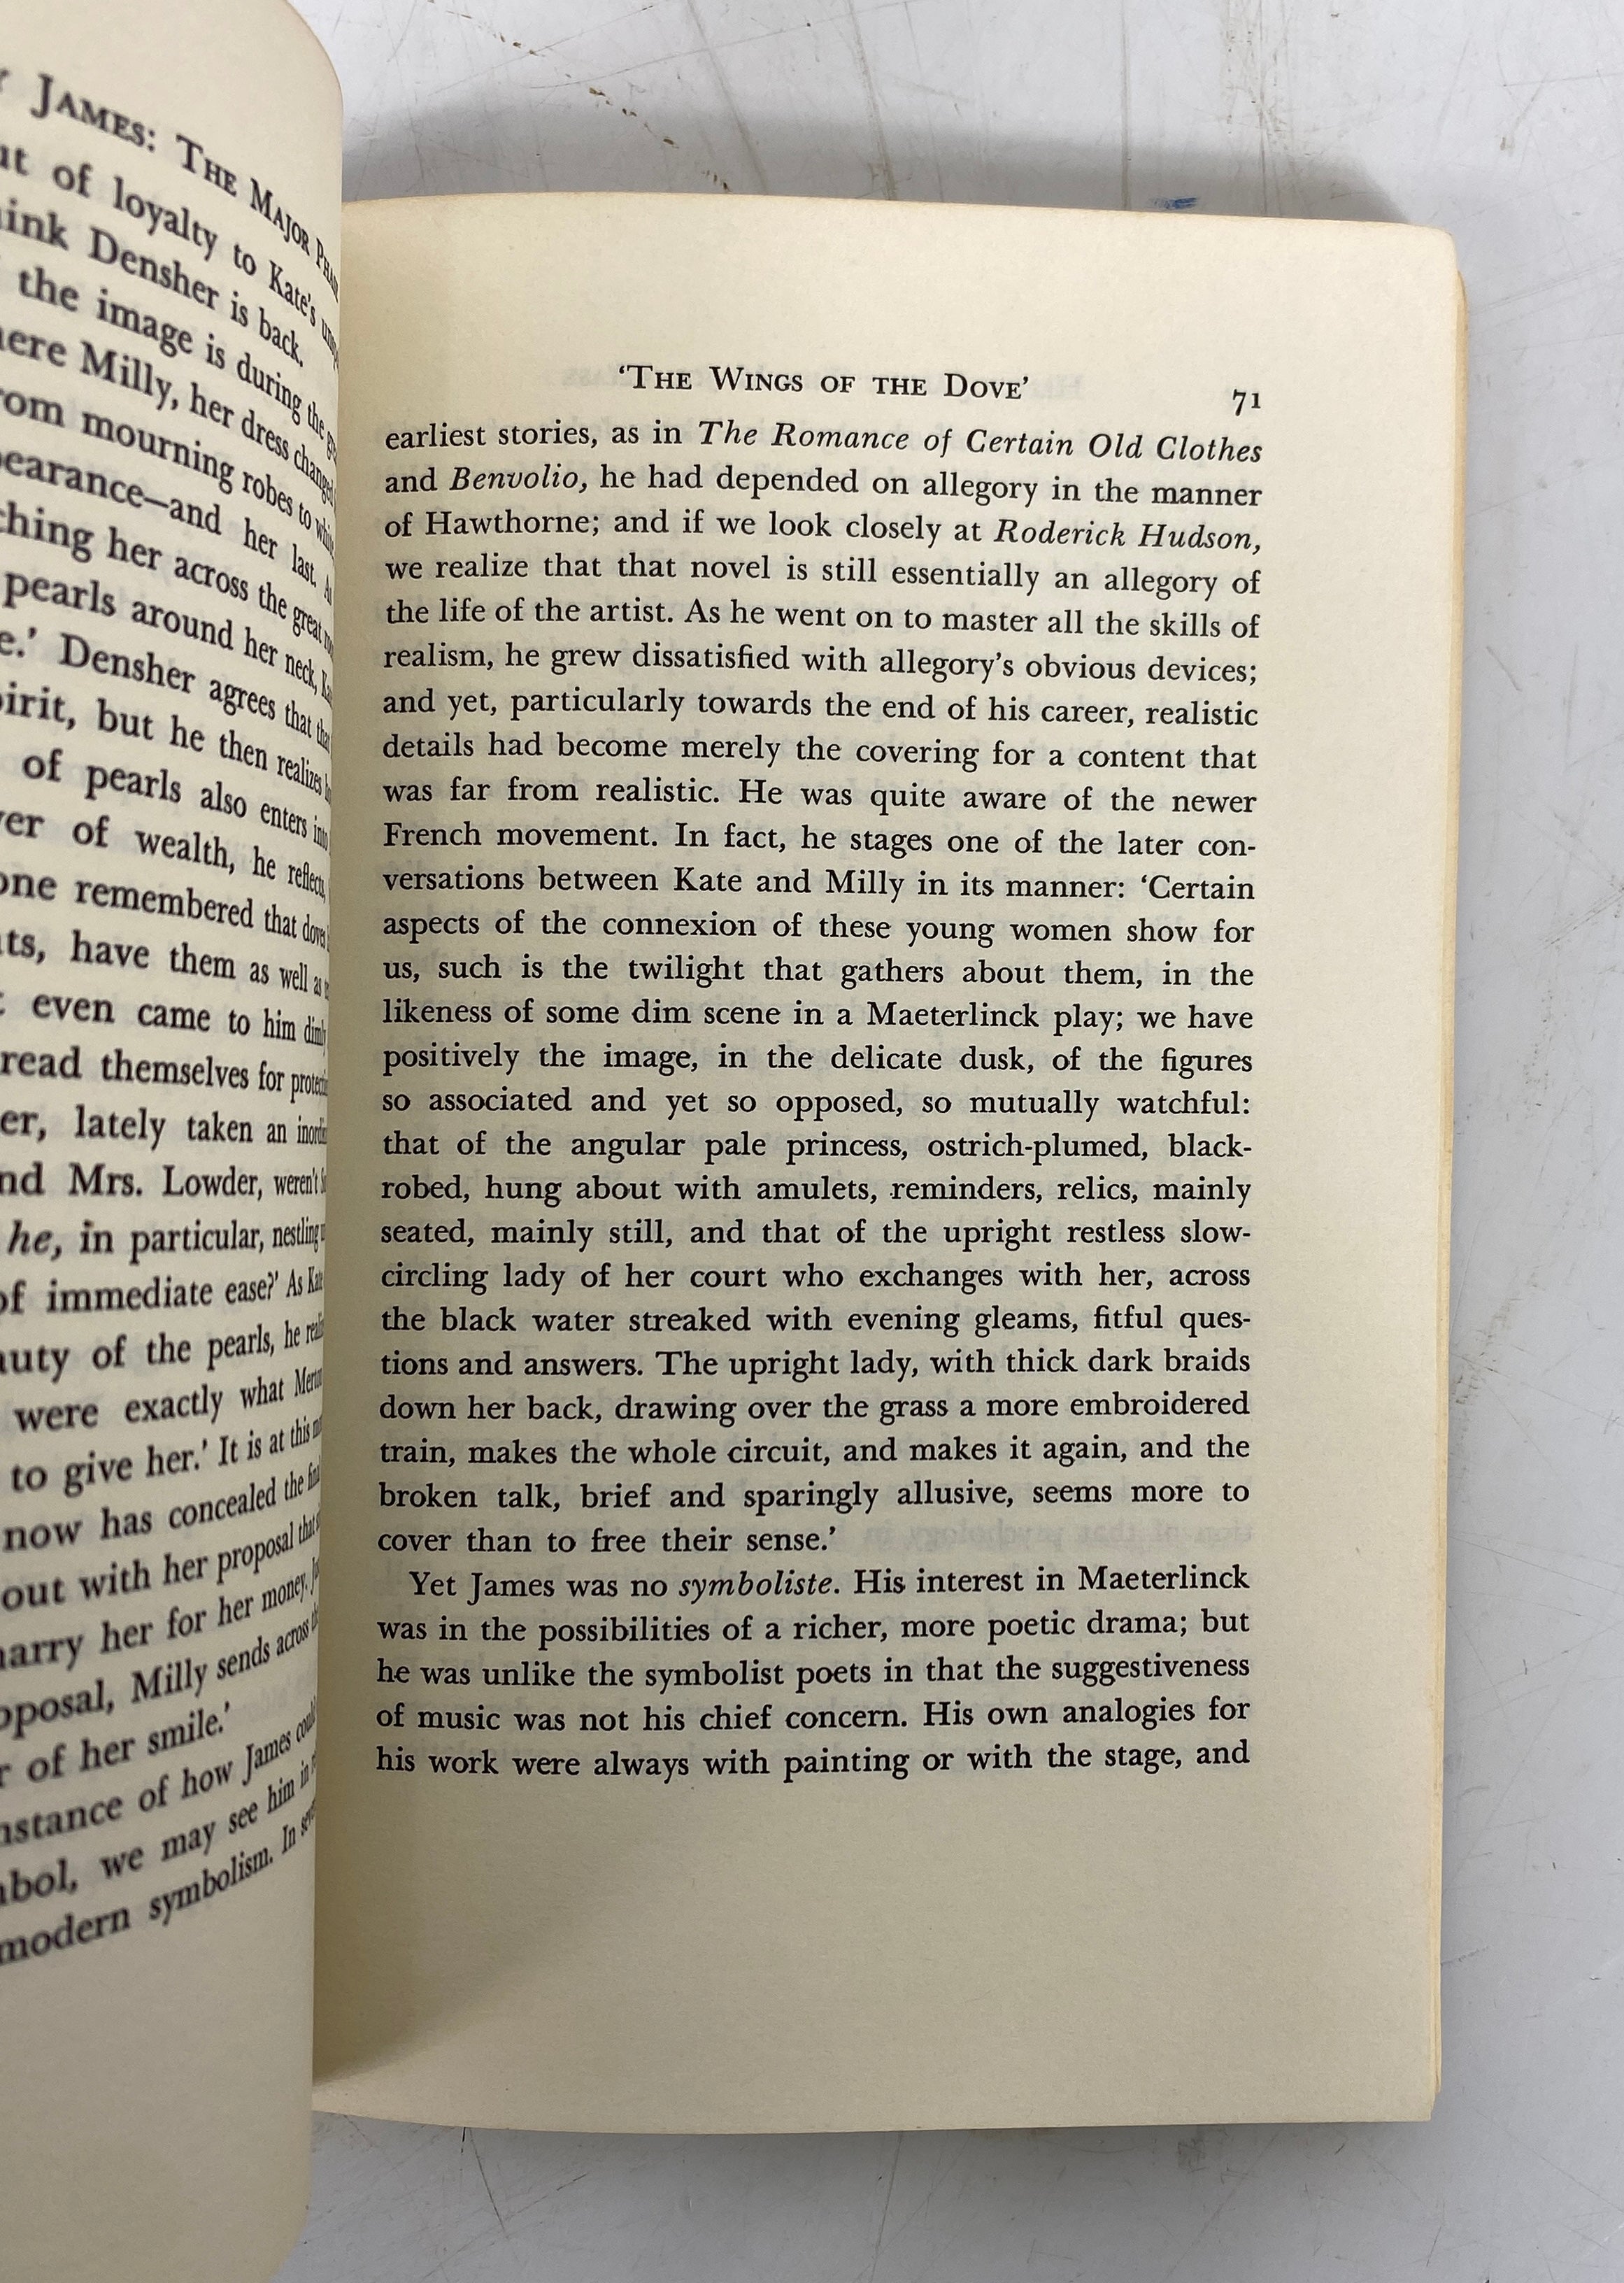 James: The Major
of loyalty to Kate's
Densher is back.
the image is during the
Milly, her dress changed
mourning robes to white
and her last.
her across the great
pearls around her neck,
Densher agrees that that
but he then realizes
of pearls also enters into
of wealth, he reflects,
remembered that doves
have them as well as
even came to him dimly
themselves for
lately taken an
Mrs. Lowder, weren't
he, in particular, nestling
of immediate ease?' As Kate
of the pearls, he
were exactly what
to give her.' It is at this
now has concealed the
out with her proposal that
her for her money.
Milly sends across
of her smile.'
of how James could
we may see him in
modern symbolism. In
'The Wings of the Dove'
71
earliest stories, as in The Romance of Certain Old Clothes
and Benvolio, he had depended on allegory in the manner
of Hawthorne; and if we look closely at Roderick Hudson,
we realize that that novel is still essentially an allegory of
the life of the artist. As he went on to master all the skills of
realism, he grew dissatisfied with allegory's obvious devices;
and yet, particularly towards the end of his career, realistic
details had become merely the covering for a content that
was far from realistic. He was quite aware of the newer
French movement. In fact, he stages one of the later con-
versations between Kate and Milly in its manner: 'Certain
aspects of the connexion of these young women show for
us, such is the twilight that gathers about them, in the
likeness of some dim scene in a Maeterlinck play; we have
positively the image, in the delicate dusk, of the figures
so associated and yet so opposed, so mutually watchful:
that of the angular pale princess, ostrich-plumed, black-
robed, hung about with amulets, reminders, relics, mainly
seated, mainly still, and that of the upright restless slow-
circling lady of her court who exchanges with her, across
the black water streaked with evening gleams, fitful ques-
tions and answers. The upright lady, with thick dark braids
down her back, drawing over the grass a more embroidered
train, makes the whole circuit, and makes it again, and the
broken talk, brief and sparingly allusive, seems more to
cover than to free their sense.'
Yet James was no symboliste. His interest in Maeterlinck
was in the possibilities of a richer, more poetic drama; but
he was unlike the symbolist poets in that the suggestiveness
of music was not his chief concern. His own analogies for
his work were always with painting or with the stage, and